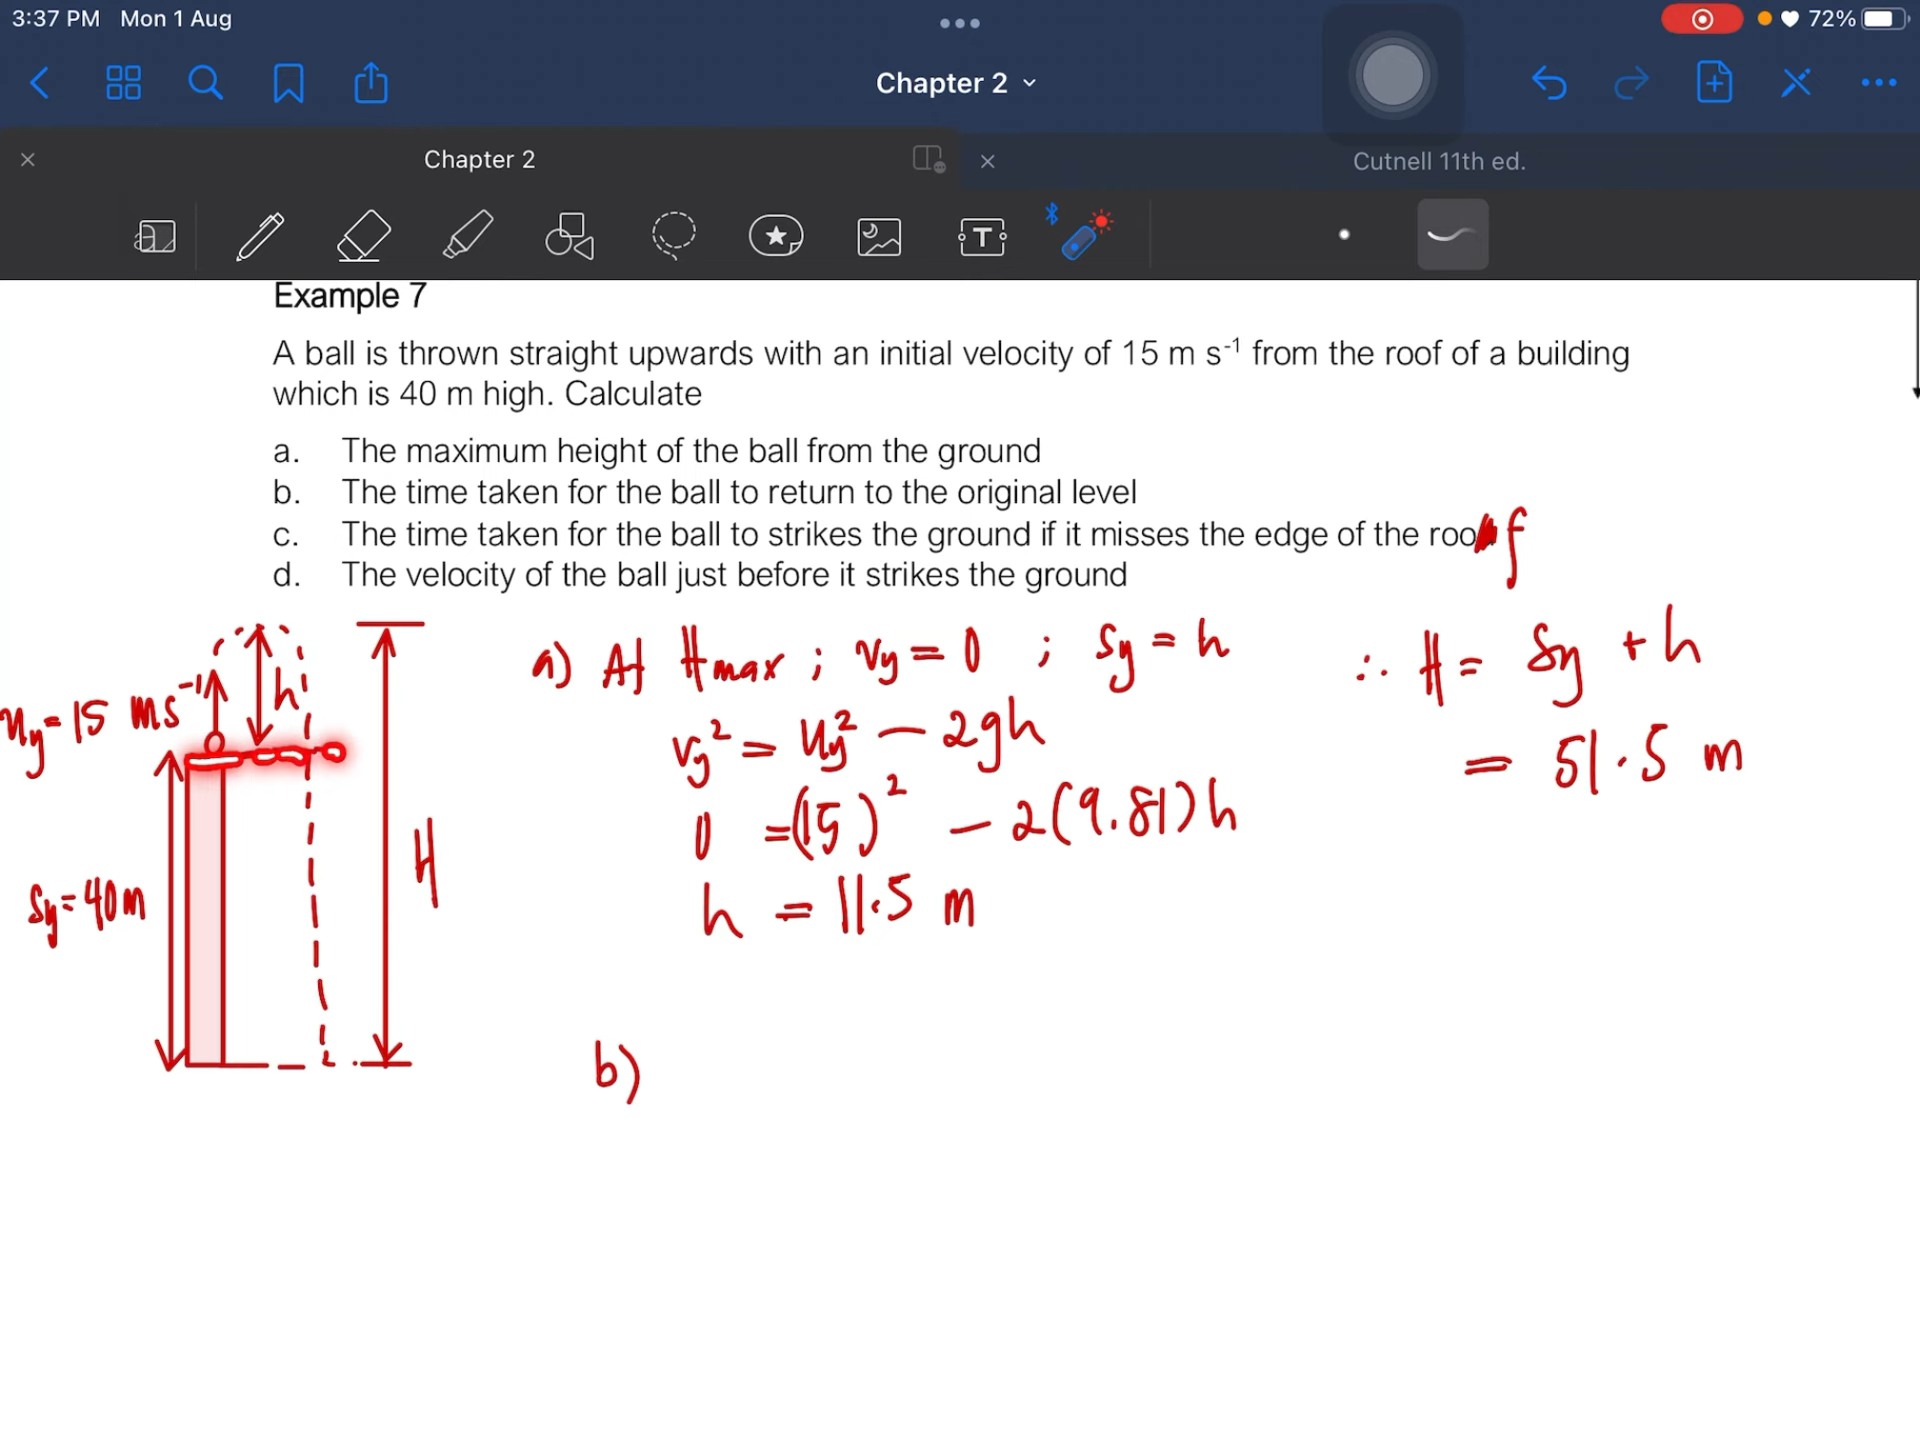 3:37 PM Mon 1 Aug
72%
Chapter 2
Chapter 2
Cutnell 11th ed.
Example 7
A ball is thrown straight upwards with an initial velocity of 15 m s⁻¹ from the roof of a building
which is 40 m high. Calculate
a. The maximum height of the ball from the ground
b. The time taken for the ball to return to the original level
c. The time taken for the ball to strikes the ground if it misses the edge of the roof
d. The velocity of the ball just before it strikes the ground
a) At Hmax ; vy = 0 ; sy = h
∴ H = sy + h
h
uy = 15 ms⁻¹
vy² = uy² − 2gh
= 51.5 m
0 = (15)² − 2(9.81)h
H
sy = 40m
h = 11.5 m
b)